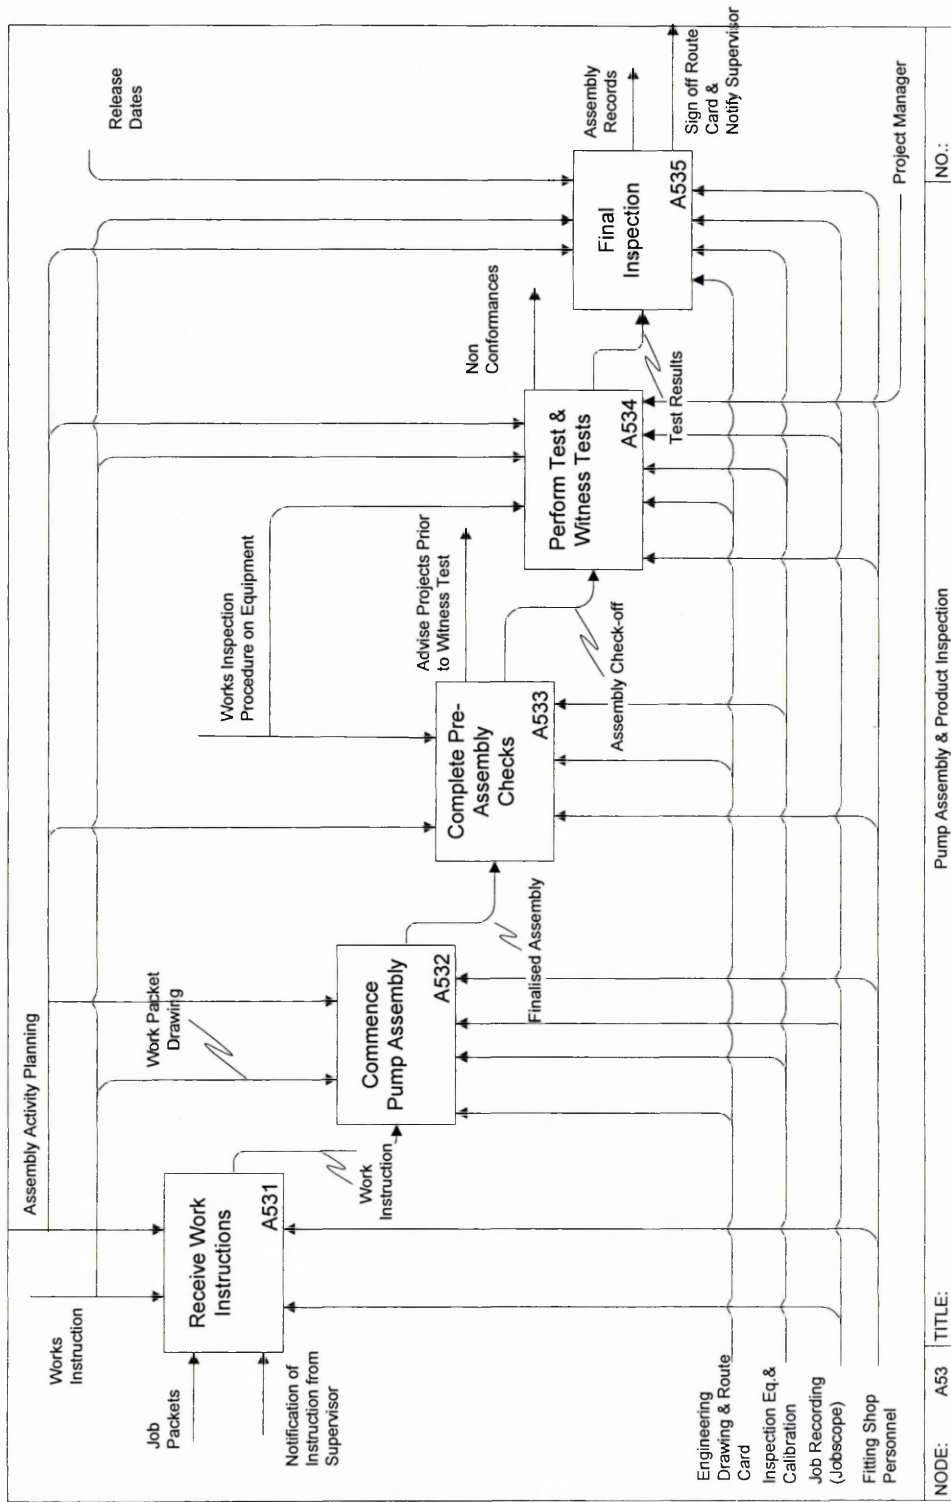 Assembly Activity Planning
Works
Instruction
Work Packet
Drawing
Works Inspection
Procedure on Equipment
Release
Dates
Job
Packets
Notification of
Instruction from
Supervisor
Receive Work
Instructions
A531
Work
Instruction
Commence
Pump Assembly
A532
Finalised Assembly
Complete Pre-
Assembly
Checks
A533
Advise Projects Prior
to Witness Test
Assembly Check-off
Perform Test &
Witness Tests
A534
Non
Conformances
Test Results
Final
Inspection
A535
Assembly
Records
Sign off Route
Card &
Notify Supervisor
Engineering
Drawing & Route
Card
Inspection Eq.&
Calibration
Job Recording
(Jobscope)
Fitting Shop
Personnel
Project Manager
NODE: A53
TITLE:
Pump Assembly & Product Inspection
NO.: